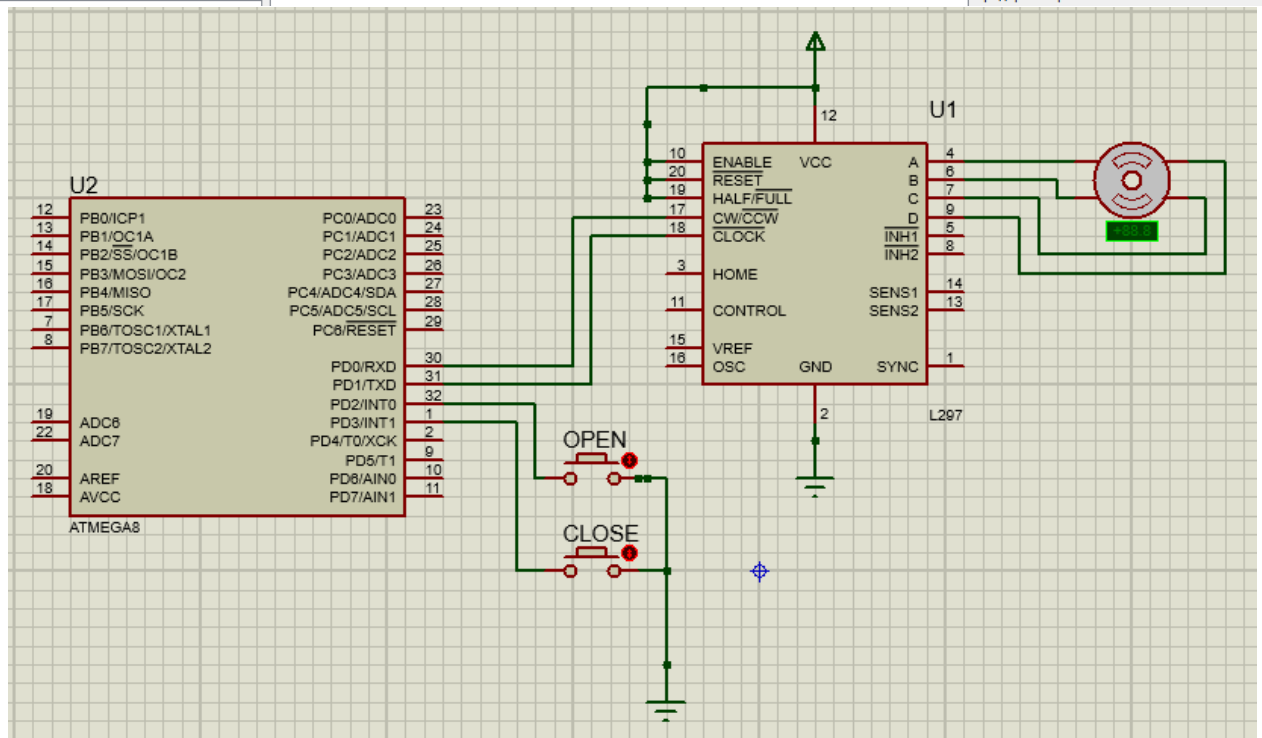 U2
12 PB0/ICP1
13 PB1/OC1A
14 PB2/SS/OC1B
15 PB3/MOSI/OC2
16 PB4/MISO
17 PB5/SCK
7 PB6/TOSC1/XTAL1
8 PB7/TOSC2/XTAL2
19 ADC6
22 ADC7
20 AREF
18 AVCC
PC0/ADC0 23
PC1/ADC1 24
PC2/ADC2 25
PC3/ADC3 26
PC4/ADC4/SDA 27
PC5/ADC5/SCL 28
PC6/RESET 29
PD0/RXD 30
PD1/TXD 31
PD2/INT0 32
PD3/INT1 1
PD4/T0/XCK 2
PD5/T1 9
PD6/AIN0 10
PD7/AIN1 11
ATMEGA8
OPEN
CLOSE
U1
12
VCC
10 ENABLE
20 RESET
19 HALF/FULL
17 CW/CCW
18 CLOCK
3 HOME
11 CONTROL
15 VREF
16 OSC
A 4
B 6
C 7
D 9
INH1 5
INH2 8
SENS1 14
SENS2 13
SYNC 1
GND
2
L297
+88.8